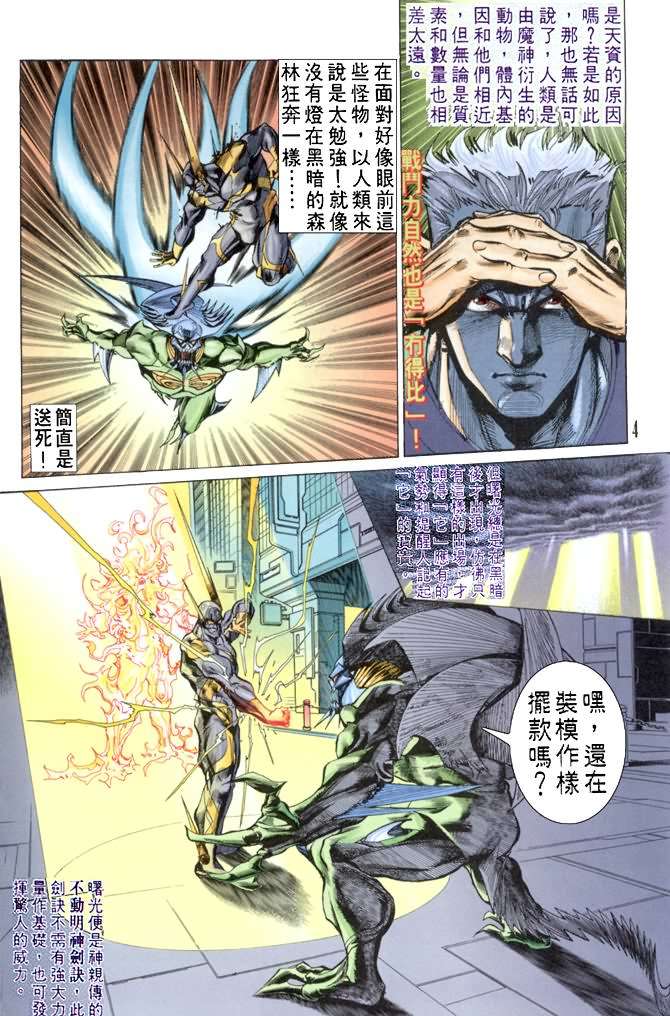 是天資的原因
嗎？若是如此
，那也無話可
說了，人類是
由魔神衍生的
動物，體內基
因和他們相近
，但無論是質
素和數量也相
差太遠。
戰鬥力自然也是「冇得比」！
在面對好像眼前這
些怪物，以人類來
說是太勉強！就像
沒有燈在黑暗的森
林狂奔一樣……
簡直是
送死！
4
但曙光總是在黑暗
後才出現，彷彿只
有這樣的出場，才
顯得「它」應有的
氣勢和提醒人記起
「它」的寶貴。
嘿，還在
裝模作樣
擺款嗎？
曙光便是神親傳的
不動明神劍訣，此
劍訣不需有強大力
量作基礎，也可發
揮驚人的威力。